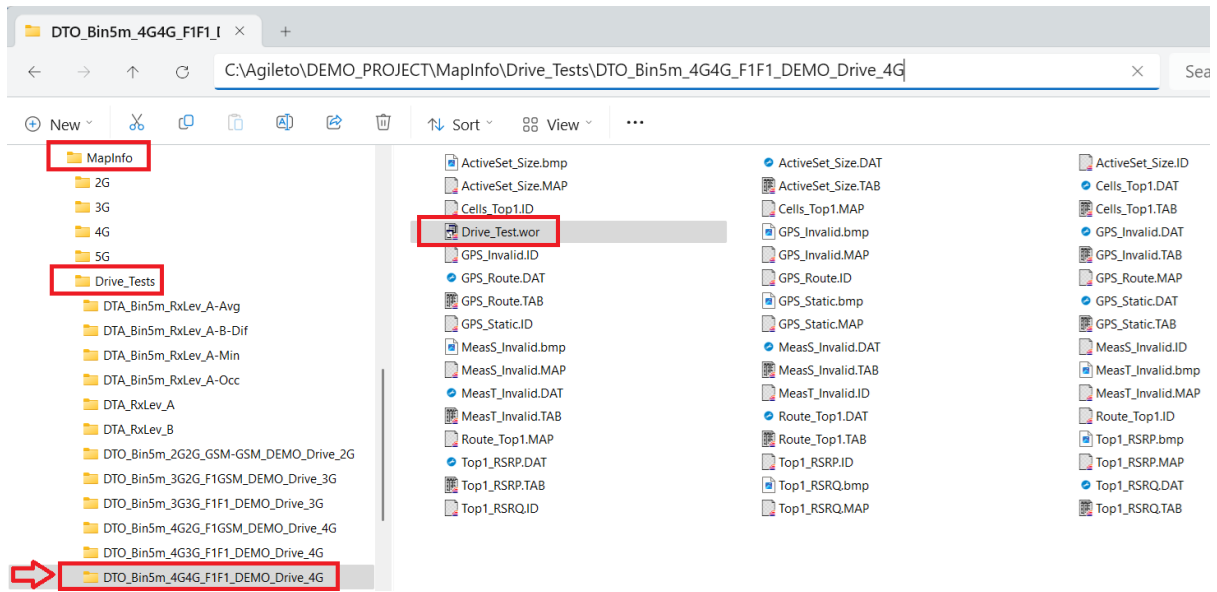 DTO_Bin5m_4G4G_F1F1_[
C:\Agileto\DEMO_PROJECT\MapInfo\Drive_Tests\DTO_Bin5m_4G4G_F1F1_DEMO_Drive_4G
Sea
New
Sort
View
MapInfo
2G
3G
4G
5G
Drive_Tests
DTA_Bin5m_RxLev_A-Avg
DTA_Bin5m_RxLev_A-B-Dif
DTA_Bin5m_RxLev_A-Min
DTA_Bin5m_RxLev_A-Occ
DTA_RxLev_A
DTA_RxLev_B
DTO_Bin5m_2G2G_GSM-GSM_DEMO_Drive_2G
DTO_Bin5m_3G2G_F1GSM_DEMO_Drive_3G
DTO_Bin5m_3G3G_F1F1_DEMO_Drive_3G
DTO_Bin5m_4G2G_F1GSM_DEMO_Drive_4G
DTO_Bin5m_4G3G_F1F1_DEMO_Drive_4G
DTO_Bin5m_4G4G_F1F1_DEMO_Drive_4G
ActiveSet_Size.bmp ActiveSet_Size.DAT ActiveSet_Size.ID
ActiveSet_Size.MAP ActiveSet_Size.TAB Cells_Top1.DAT
Cells_Top1.ID Cells_Top1.MAP Cells_Top1.TAB
Drive_Test.wor GPS_Invalid.bmp GPS_Invalid.DAT
GPS_Invalid.ID GPS_Invalid.MAP GPS_Invalid.TAB
GPS_Route.DAT GPS_Route.ID GPS_Route.MAP
GPS_Route.TAB GPS_Static.bmp GPS_Static.DAT
GPS_Static.ID GPS_Static.MAP GPS_Static.TAB
MeasS_Invalid.bmp MeasS_Invalid.DAT MeasS_Invalid.ID
MeasS_Invalid.MAP MeasS_Invalid.TAB MeasT_Invalid.bmp
MeasT_Invalid.DAT MeasT_Invalid.ID MeasT_Invalid.MAP
MeasT_Invalid.TAB Route_Top1.DAT Route_Top1.ID
Route_Top1.MAP Route_Top1.TAB Top1_RSRP.bmp
Top1_RSRP.DAT Top1_RSRP.ID Top1_RSRP.MAP
Top1_RSRP.TAB Top1_RSRQ.bmp Top1_RSRQ.DAT
Top1_RSRQ.ID Top1_RSRQ.MAP Top1_RSRQ.TAB